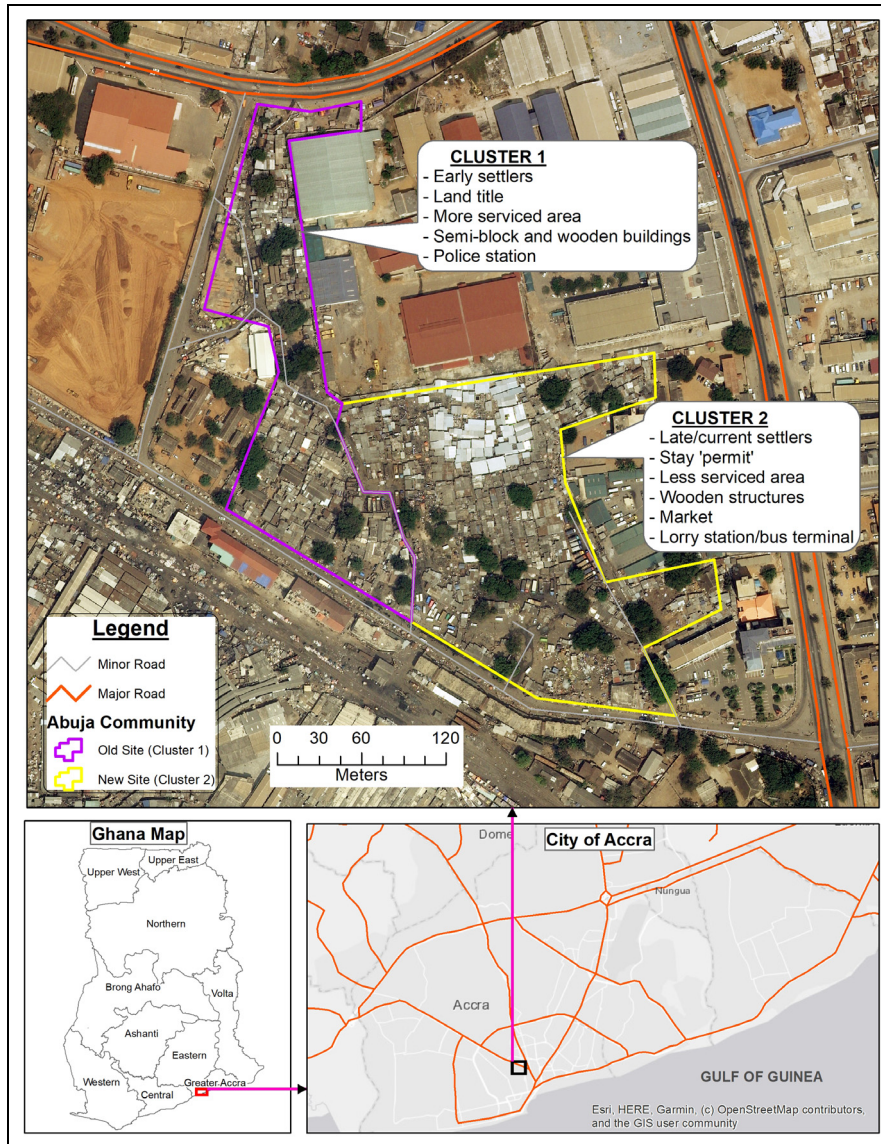 CLUSTER 1
- Early settlers
- Land title
- More serviced area
- Semi-block and wooden buildings
- Police station
CLUSTER 2
- Late/current settlers
- Stay 'permit'
- Less serviced area
- Wooden structures
- Market
- Lorry station/bus terminal
Legend
Minor Road
Major Road
Abuja Community
Old Site (Cluster 1)
New Site (Cluster 2)
0 30 60 120
Meters
Ghana Map
Upper East
Upper West
Northern
Brong Ahafo
Volta
Ashanti
Eastern
Western
Central
Greater Accra
City of Accra
Dome
Nungua
Accra
GULF OF GUINEA
Esri, HERE, Garmin, (c) OpenStreetMap contributors,
and the GIS user community